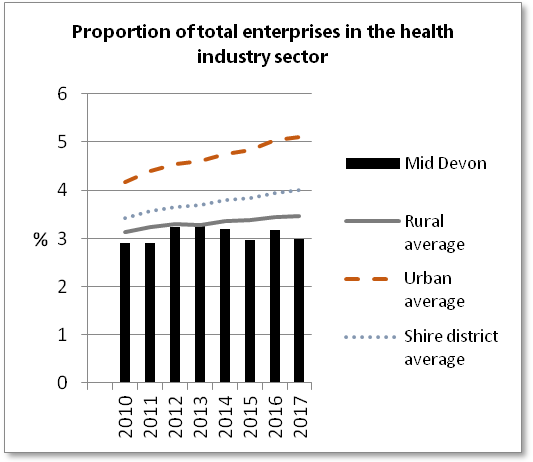 Proportion of total enterprises in the health
industry sector
6
5
4
3
2
1
0
%
2010
2011
2012
2013
2014
2015
2016
2017
Mid Devon
Rural
average
Urban
average
Shire district
average